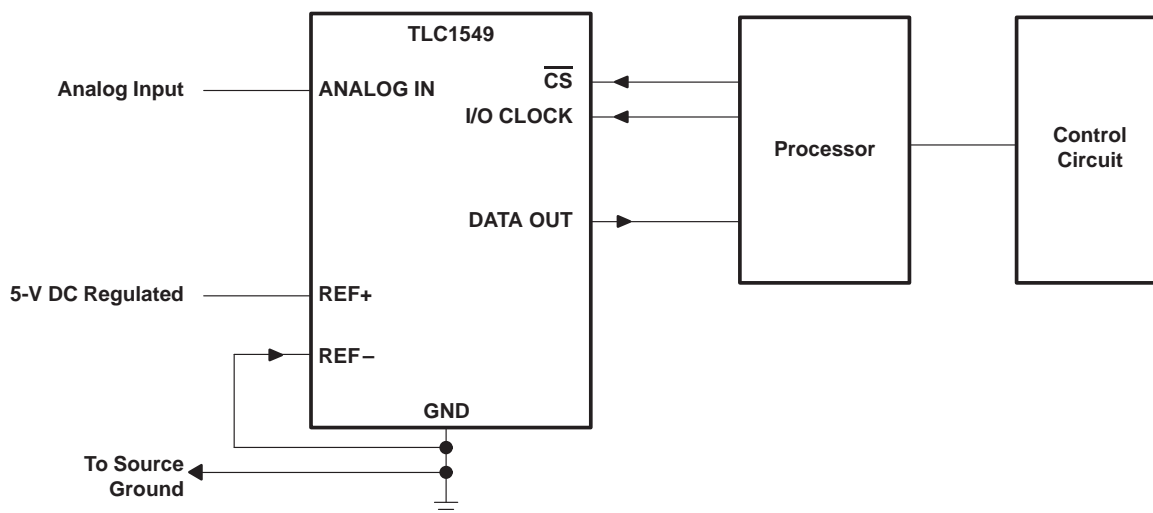 TLC1549
Analog Input
ANALOG IN
CS
I/O CLOCK
DATA OUT
5-V DC Regulated
REF+
REF–
GND
To Source
Ground
Processor
Control
Circuit